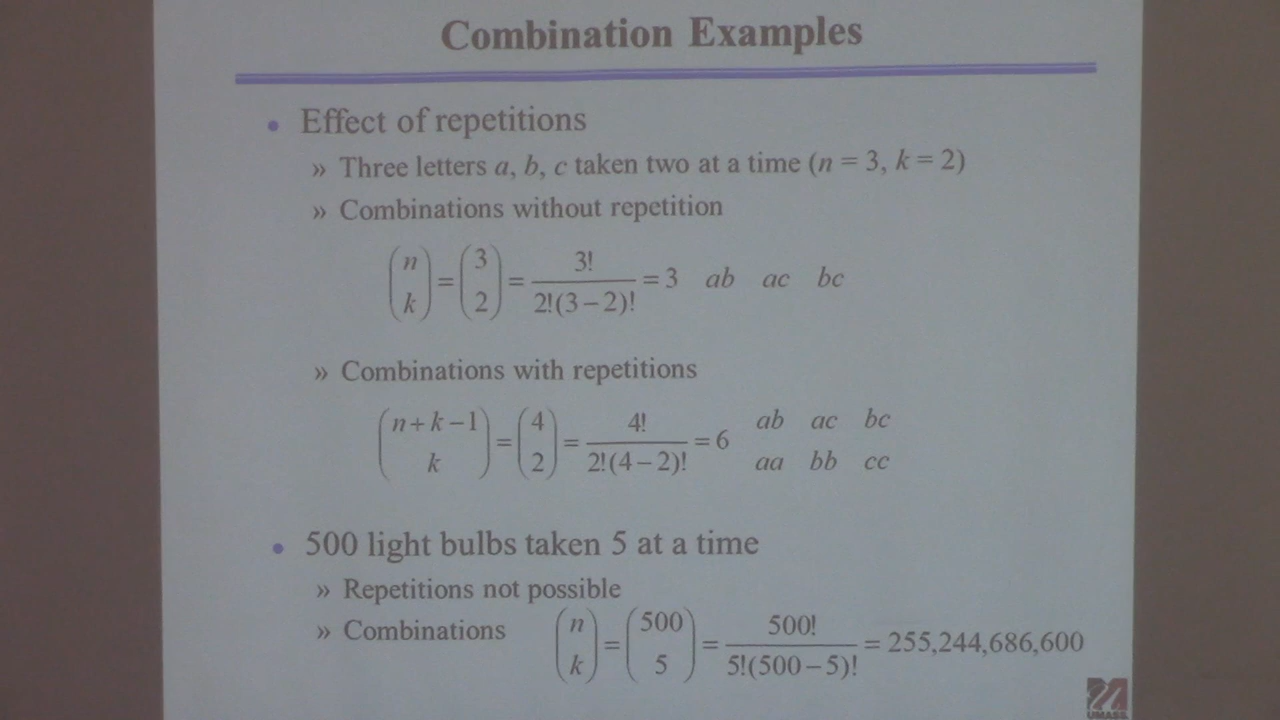 Combination Examples
• Effect of repetitions
» Three letters a, b, c taken two at a time (n = 3, k = 2)
» Combinations without repetition
(n k) = (3 2) = 3! / 2!(3 − 2)! = 3 ab ac bc
» Combinations with repetitions
(n + k − 1 k) = (4 2) = 4! / 2!(4 − 2)! = 6 ab ac bc
aa bb cc
• 500 light bulbs taken 5 at a time
» Repetitions not possible
» Combinations (n k) = (500 5) = 500! / 5!(500 − 5)! = 255,244,686,600
UMASS